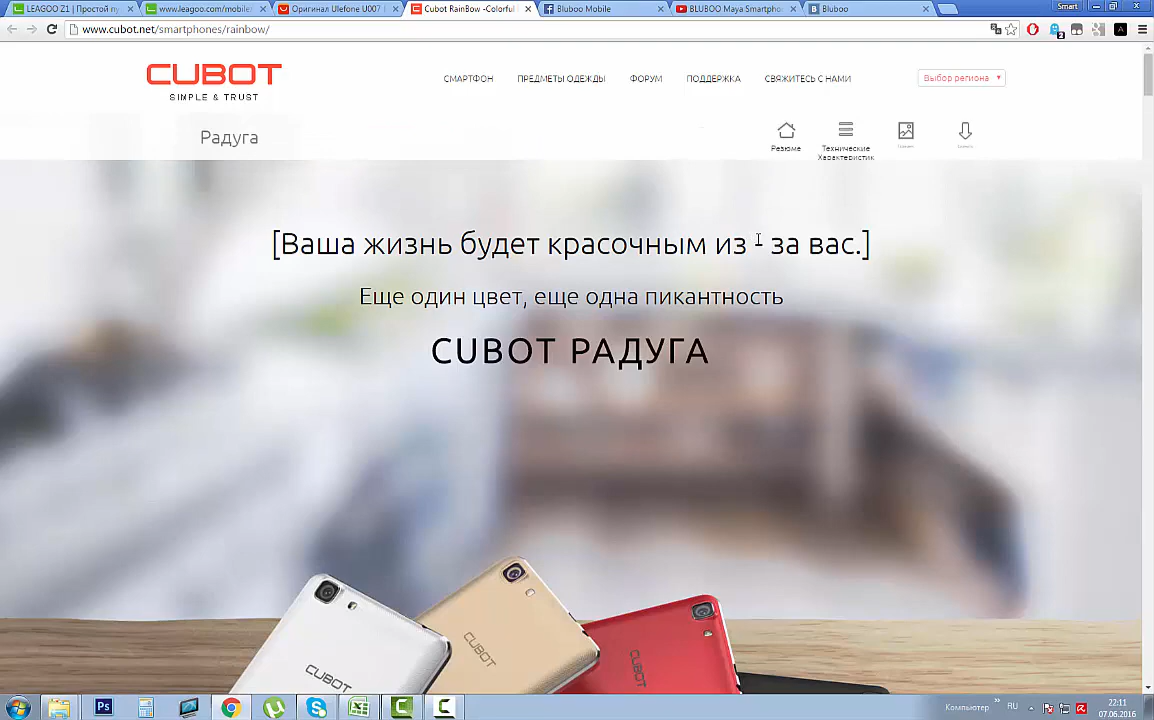 LEAGOO Z1 | Простой пу
www.leagoo.com/mobile
Оригинал Ulefone U007
Cubot RainBow -Colorful
Bluboo Mobile
BLUBOO Maya Smartpho
Bluboo
Smart
www.cubot.net/smartphones/rainbow/
CUBOT
SIMPLE & TRUST
СМАРТФОН
ПРЕДМЕТЫ ОДЕЖДЫ
ФОРУМ
ПОДДЕРЖКА
СВЯЖИТЕСЬ С НАМИ
Выбор региона
Радуга
Резюме
Технические
Характеристик
[Ваша жизнь будет красочным из - за вас.]
Еще один цвет, еще одна пикантность
CUBOT РАДУГА
CUBOT
CUBOT
CUBOT
Ps
Компьютер
RU
22:11
07.06.2016